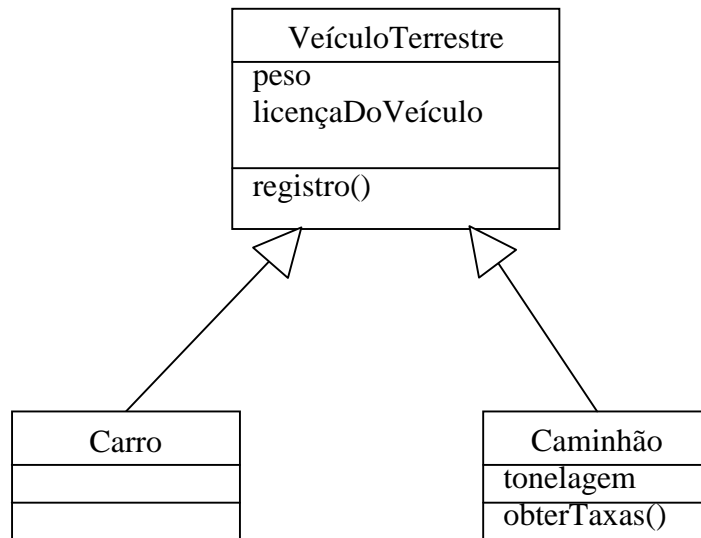 VeículoTerrestre
peso
licençaDoVeículo
registro()
Carro
Caminhão
tonelagem
obterTaxas()